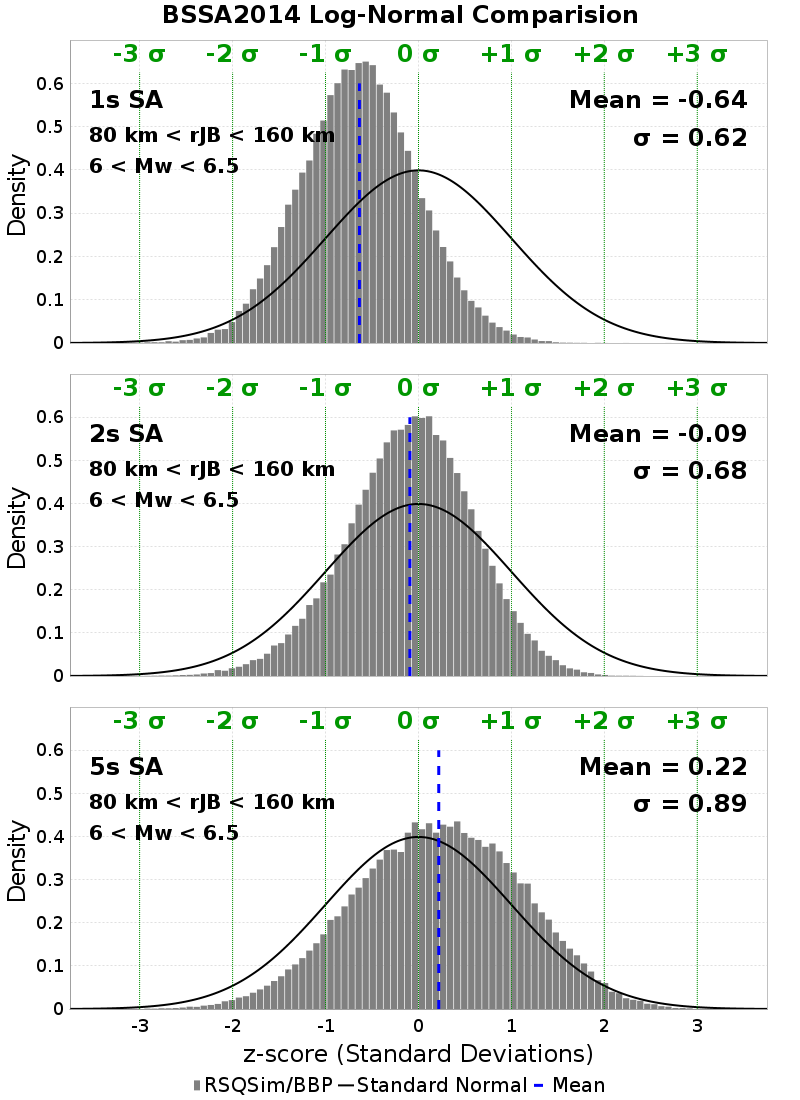 BSSA2014 Log-Normal Comparision
-3 σ -2 σ -1 σ 0 σ +1 σ +2 σ +3 σ
1s SA
80 km < rJB < 160 km
6 < Mw < 6.5
Mean = -0.64
σ = 0.62
Density
0.6
0.5
0.4
0.3
0.2
0.1
0
-3 σ -2 σ -1 σ 0 σ +1 σ +2 σ +3 σ
2s SA
80 km < rJB < 160 km
6 < Mw < 6.5
Mean = -0.09
σ = 0.68
Density
0.6
0.5
0.4
0.3
0.2
0.1
0
-3 σ -2 σ -1 σ 0 σ +1 σ +2 σ +3 σ
5s SA
80 km < rJB < 160 km
6 < Mw < 6.5
Mean = 0.22
σ = 0.89
Density
0.6
0.5
0.4
0.3
0.2
0.1
0
-3 -2 -1 0 1 2 3
z-score (Standard Deviations)
RSQSim/BBP Standard Normal Mean